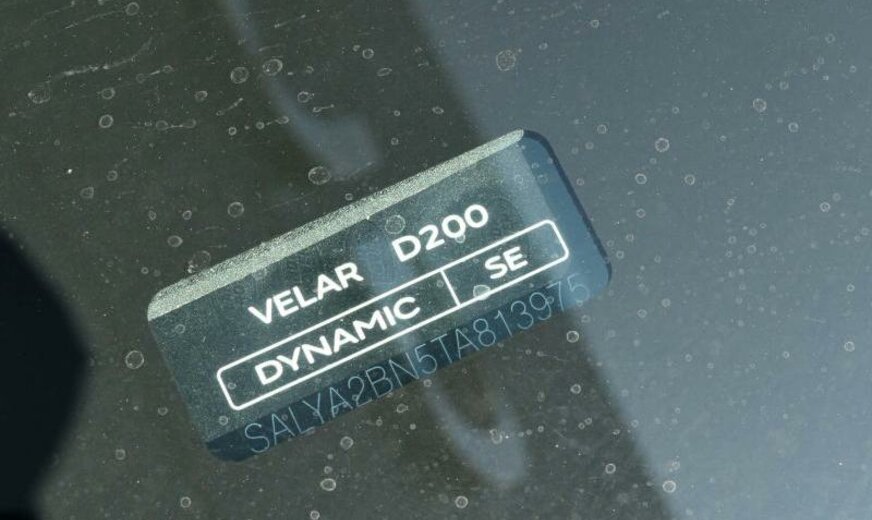 VELAR D200
DYNAMIC SE
SALYA2BN5TA813975